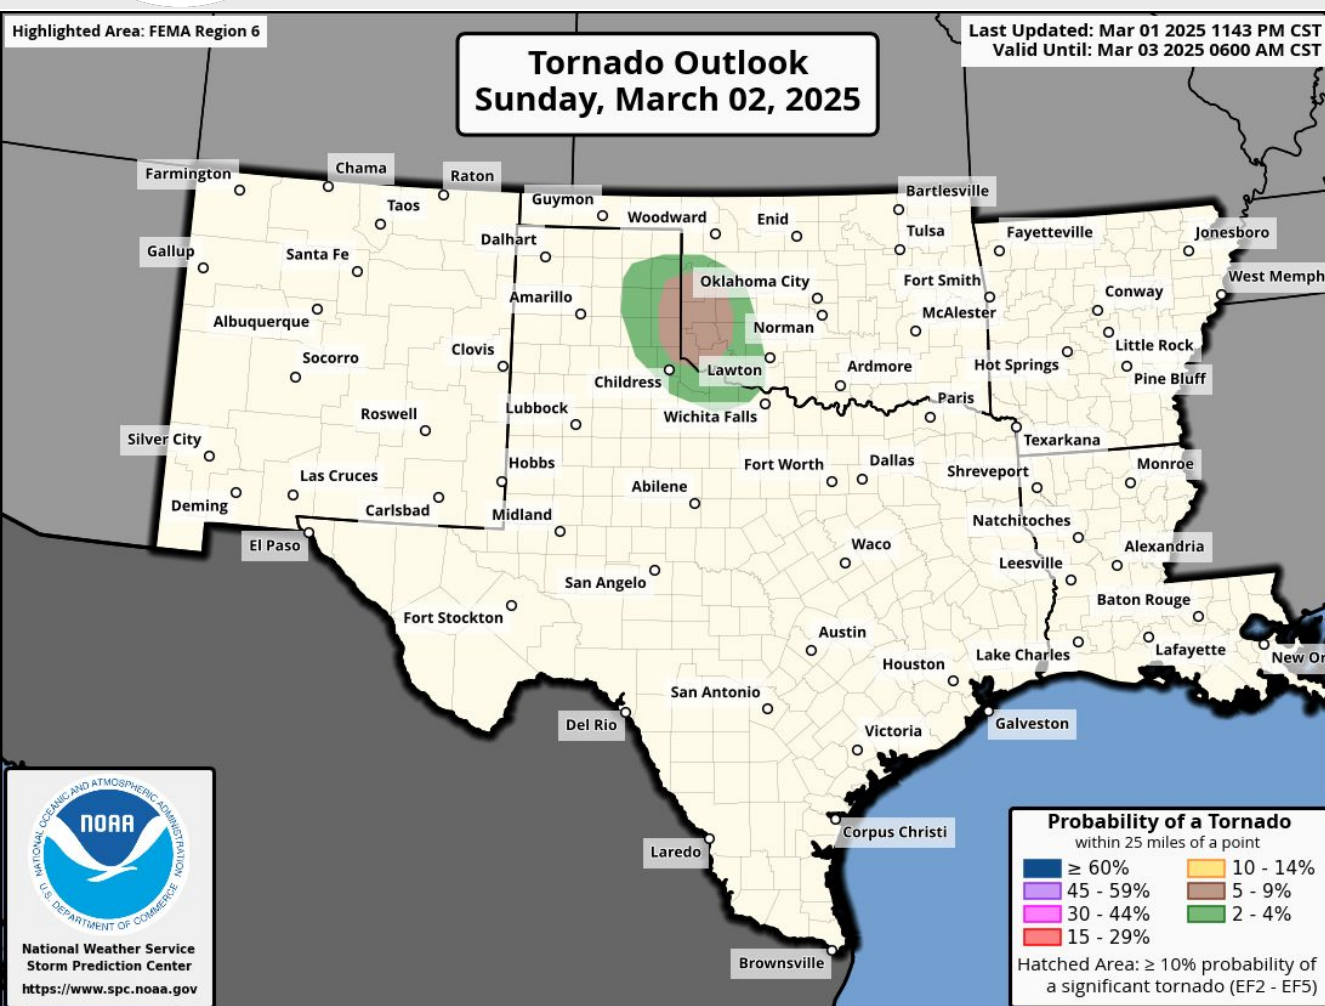 Highlighted Area: FEMA Region 6
Last Updated: Mar 01 2025 1143 PM CST
Valid Until: Mar 03 2025 0600 AM CST
Tornado Outlook
Sunday, March 02, 2025
Farmington
Chama
Raton
Taos
Guymon
Woodward
Enid
Bartlesville
Tulsa
Fayetteville
Jonesboro
Gallup
Santa Fe
Dalhart
Oklahoma City
Fort Smith
West Memph
Amarillo
Conway
Albuquerque
Norman
McAlester
Little Rock
Socorro
Clovis
Childress
Lawton
Ardmore
Hot Springs
Pine Bluff
Roswell
Lubbock
Wichita Falls
Paris
Silver City
Texarkana
Las Cruces
Hobbs
Abilene
Fort Worth
Dallas
Shreveport
Monroe
Deming
Carlsbad
Midland
Natchitoches
El Paso
Waco
Alexandria
San Angelo
Leesville
Fort Stockton
Baton Rouge
Austin
Houston
Lake Charles
Lafayette
New Or
San Antonio
Del Rio
Victoria
Galveston
Corpus Christi
Laredo
Brownsville
NATIONAL OCEANIC AND ATMOSPHERIC ADMINISTRATION
NOAA
U.S. DEPARTMENT OF COMMERCE
National Weather Service
Storm Prediction Center
https://www.spc.noaa.gov
Probability of a Tornado
within 25 miles of a point
≥ 60%
10 - 14%
45 - 59%
5 - 9%
30 - 44%
2 - 4%
15 - 29%
Hatched Area: ≥ 10% probability of
a significant tornado (EF2 - EF5)